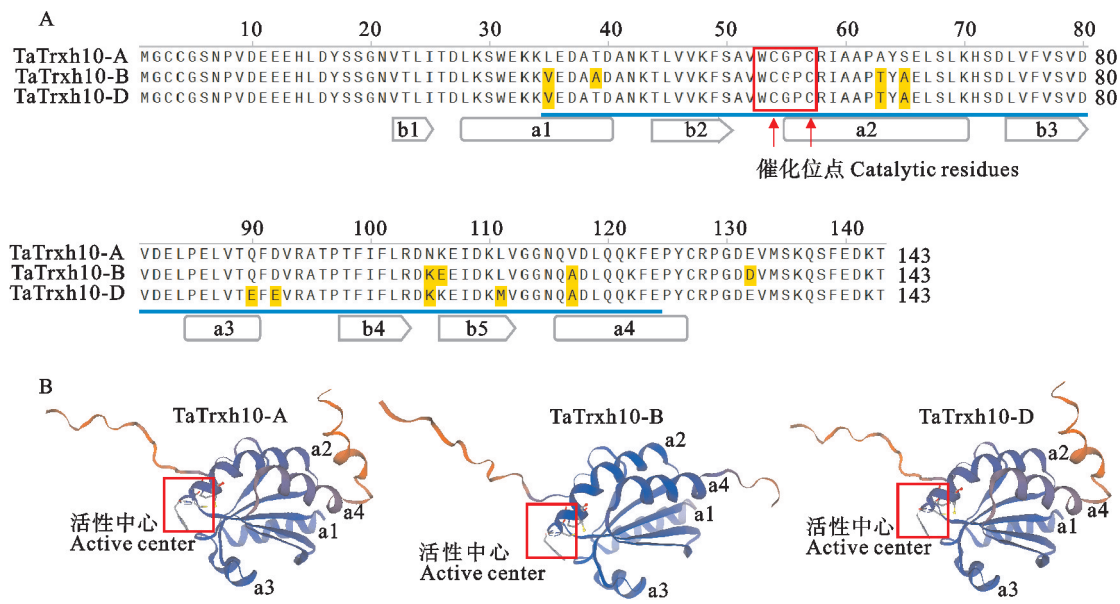 A
10 20 30 40 50 60 70 80
TaTrxh10-A MGCCGSNPVDEEEHLDYSSGNVTLITDLKSWEKKLEDATDANKTLVVKFSAVWCGPCRIAAPAYSELSLKHSDLVFVSVD 80
TaTrxh10-B MGCCGSNPVDEEEHLDYSSGNVTLITDLKSWEKKVEDAADANKTLVVKFSAVWCGPCRIAAPTYAELSLKHSDLVFVSVD 80
TaTrxh10-D MGCCGSNPVDEEEHLDYSSGNVTLITDLKSWEKKVEDATDANKTLVVKFSAVWCGPCRIAAPTYAELSLKHSDLVFVSVD 80
b1 a1 b2 a2 b3
催化位点 Catalytic residues
90 100 110 120 130 140
TaTrxh10-A VDELPELVTQFDVRATPTFIFLRDNKEIDKLVGGNQVDLQQKFEPYCRPGDEVMSKQSFEDKT 143
TaTrxh10-B VDELPELVTQFDVRATPTFIFLRDKEEIDKLVGGNQADLQQKFEPYCRPGDDVMSKQSFEDKT 143
TaTrxh10-D VDELPELVTEFEVRATPTFIFLRDKKEIDKMVGGNQADLQQKFEPYCRPGDEVMSKQSFEDKT 143
a3 b4 b5 a4
B
TaTrxh10-A
a2
a4
a1
活性中心
Active center
a3
TaTrxh10-B
a2
a4
a1
活性中心
Active center
a3
TaTrxh10-D
a2
a4
a1
活性中心
Active center
a3